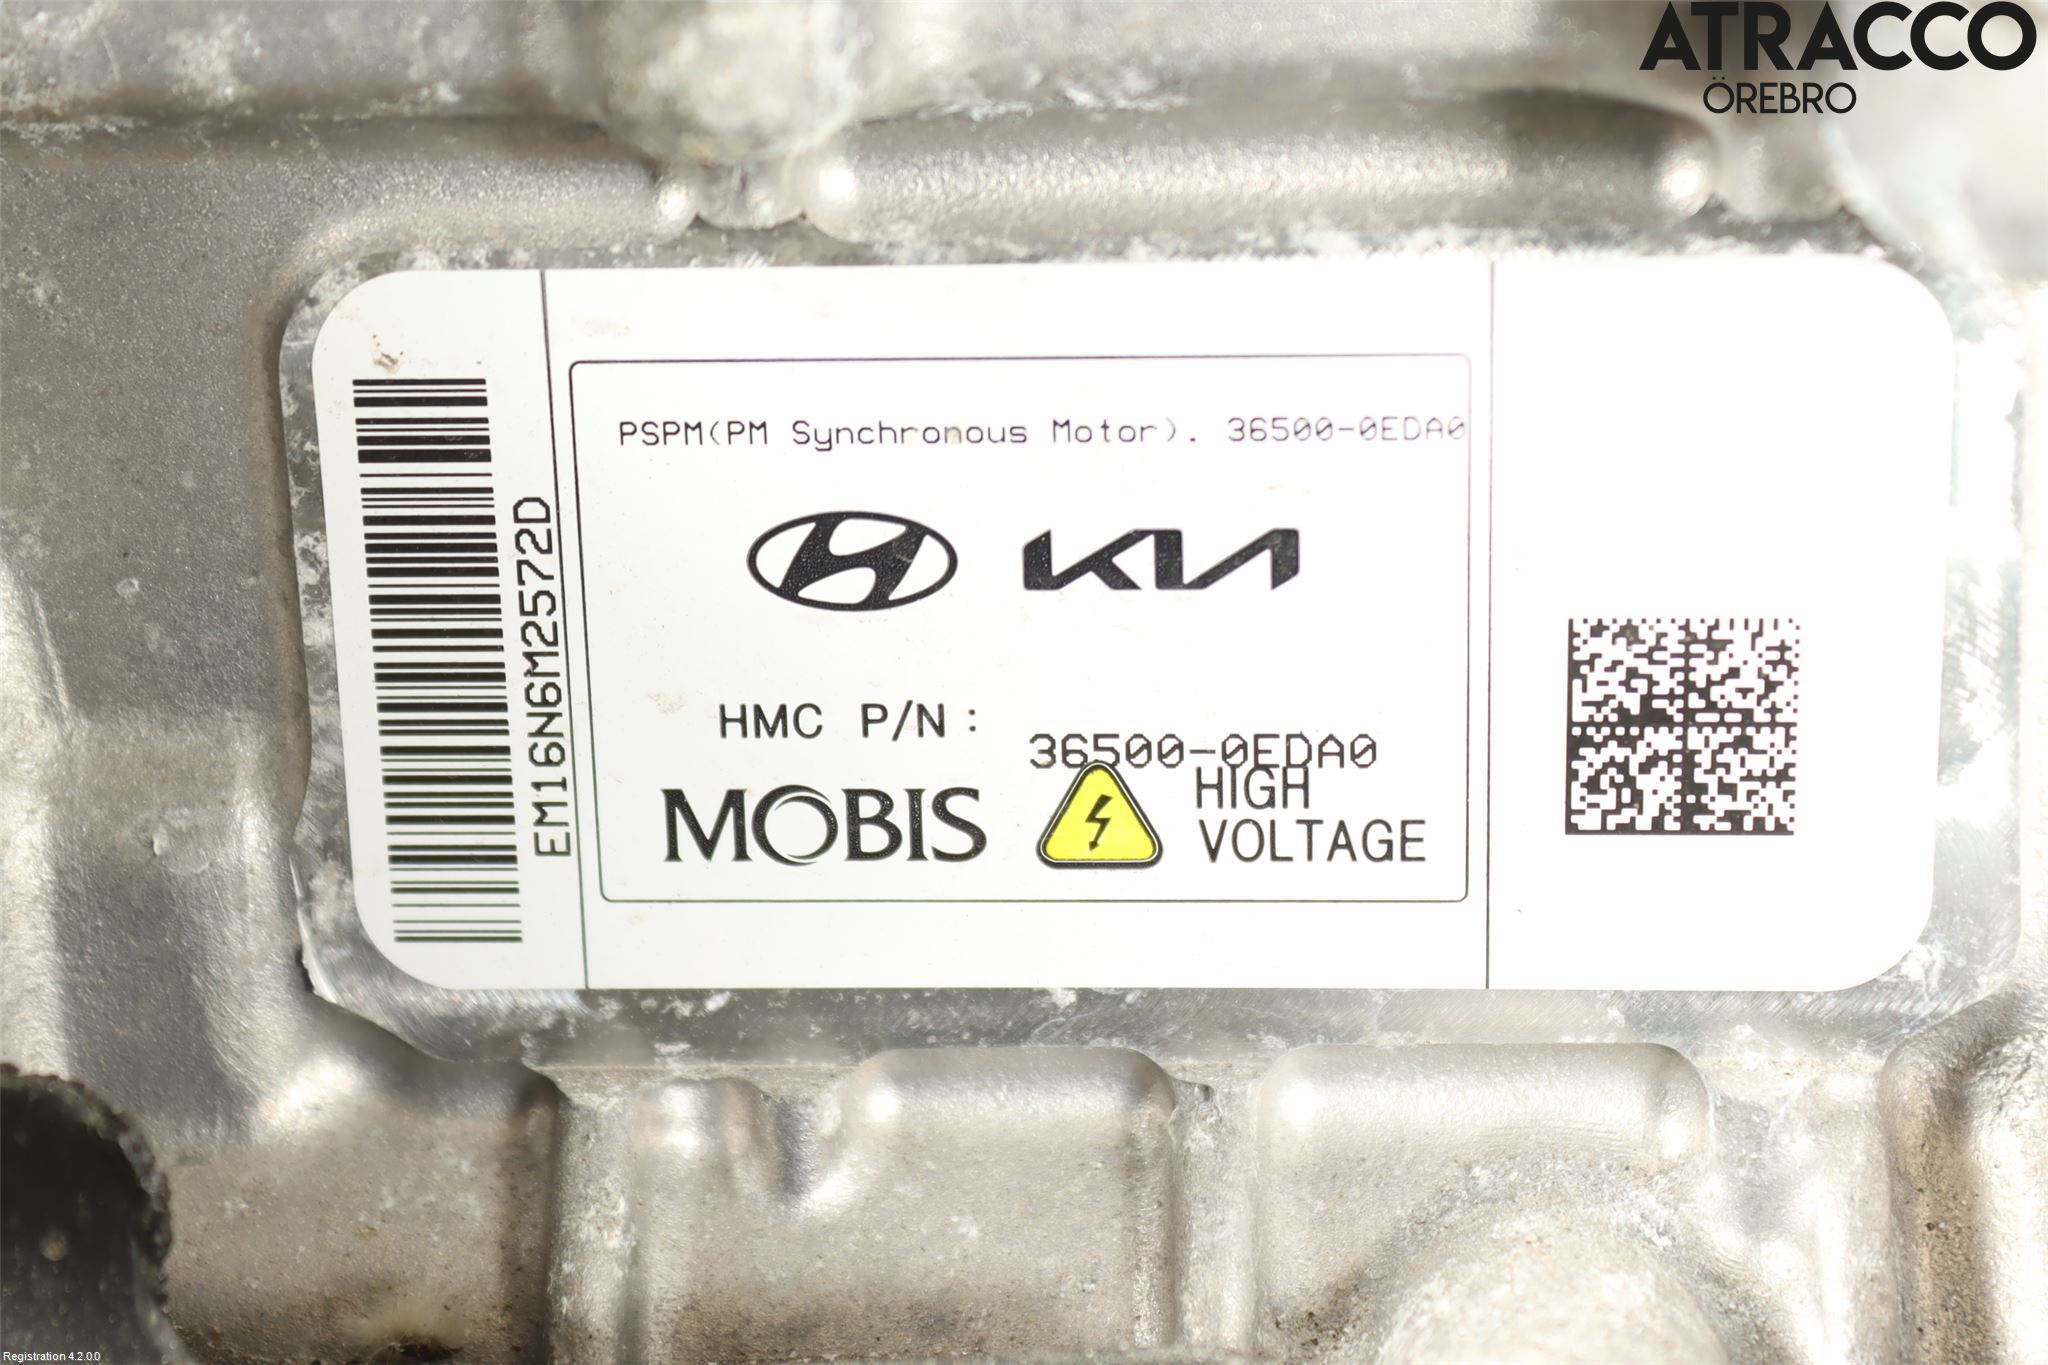 ATRACCO
ÖREBRO
EM16N6M2572D
PSPM(PM Synchronous Motor). 36500-0EDA0
KIA
HMC P/N:
36500-0EDA0
MOBIS
HIGH
VOLTAGE
Registration 4.2.0.0